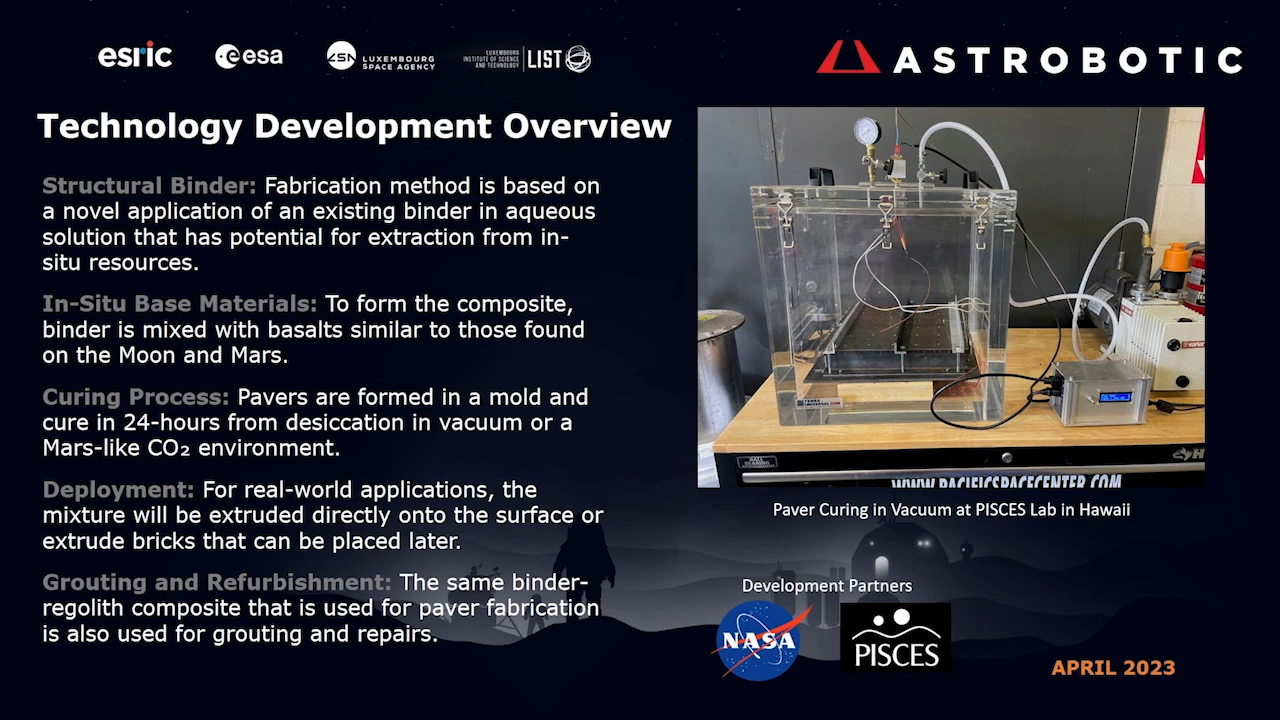 esric
esa
LSA
LUXEMBOURG
SPACE AGENCY
LUXEMBOURG
INSTITUTE OF SCIENCE
AND TECHNOLOGY
LIST
ASTROBOTIC
Technology Development Overview
Structural Binder: Fabrication method is based on
a novel application of an existing binder in aqueous
solution that has potential for extraction from in-
situ resources.
In-Situ Base Materials: To form the composite,
binder is mixed with basalts similar to those found
on the Moon and Mars.
Curing Process: Pavers are formed in a mold and
cure in 24-hours from desiccation in vacuum or a
Mars-like CO₂ environment.
Deployment: For real-world applications, the
mixture will be extruded directly onto the surface or
extrude bricks that can be placed later.
Grouting and Refurbishment: The same binder-
regolith composite that is used for paver fabrication
is also used for grouting and repairs.
varian
TERRA
UNIVERSAL.COM
BALL
BEARING
WWW.PACIFICSPACECENTER.COM
Paver Curing in Vacuum at PISCES Lab in Hawaii
Development Partners
NASA
PISCES
APRIL 2023